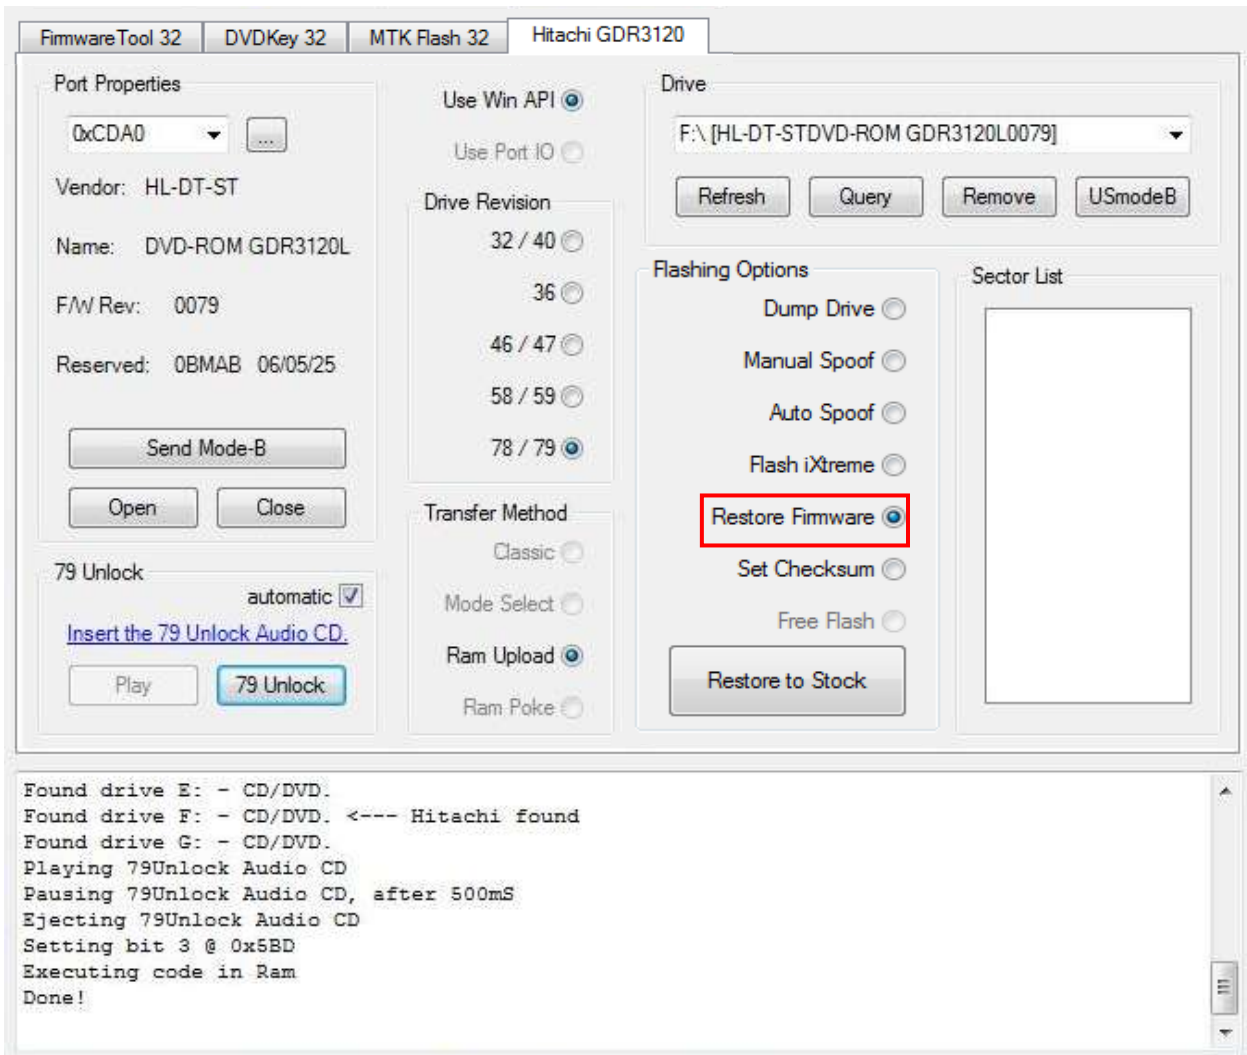 FirmwareTool 32
DVDKey 32
MTK Flash 32
Hitachi GDR3120
Port Properties
0xCDA0
...
Vendor: HL-DT-ST
Name: DVD-ROM GDR3120L
F/W Rev: 0079
Reserved: 0BMAB 06/05/25
Send Mode-B
Open
Close
79 Unlock
automatic
Insert the 79 Unlock Audio CD.
Play
79 Unlock
Use Win API
Use Port IO
Drive Revision
32 / 40
36
46 / 47
58 / 59
78 / 79
Transfer Method
Classic
Mode Select
Ram Upload
Ram Poke
Drive
F:\ [HL-DT-STDVD-ROM GDR3120L0079]
Refresh
Query
Remove
USmodeB
Flashing Options
Dump Drive
Manual Spoof
Auto Spoof
Flash iXtreme
Restore Firmware
Set Checksum
Free Flash
Restore to Stock
Sector List
Found drive E: - CD/DVD.
Found drive F: - CD/DVD. <--- Hitachi found
Found drive G: - CD/DVD.
Playing 79Unlock Audio CD
Pausing 79Unlock Audio CD, after 500mS
Ejecting 79Unlock Audio CD
Setting bit 3 @ 0x5BD
Executing code in Ram
Done!